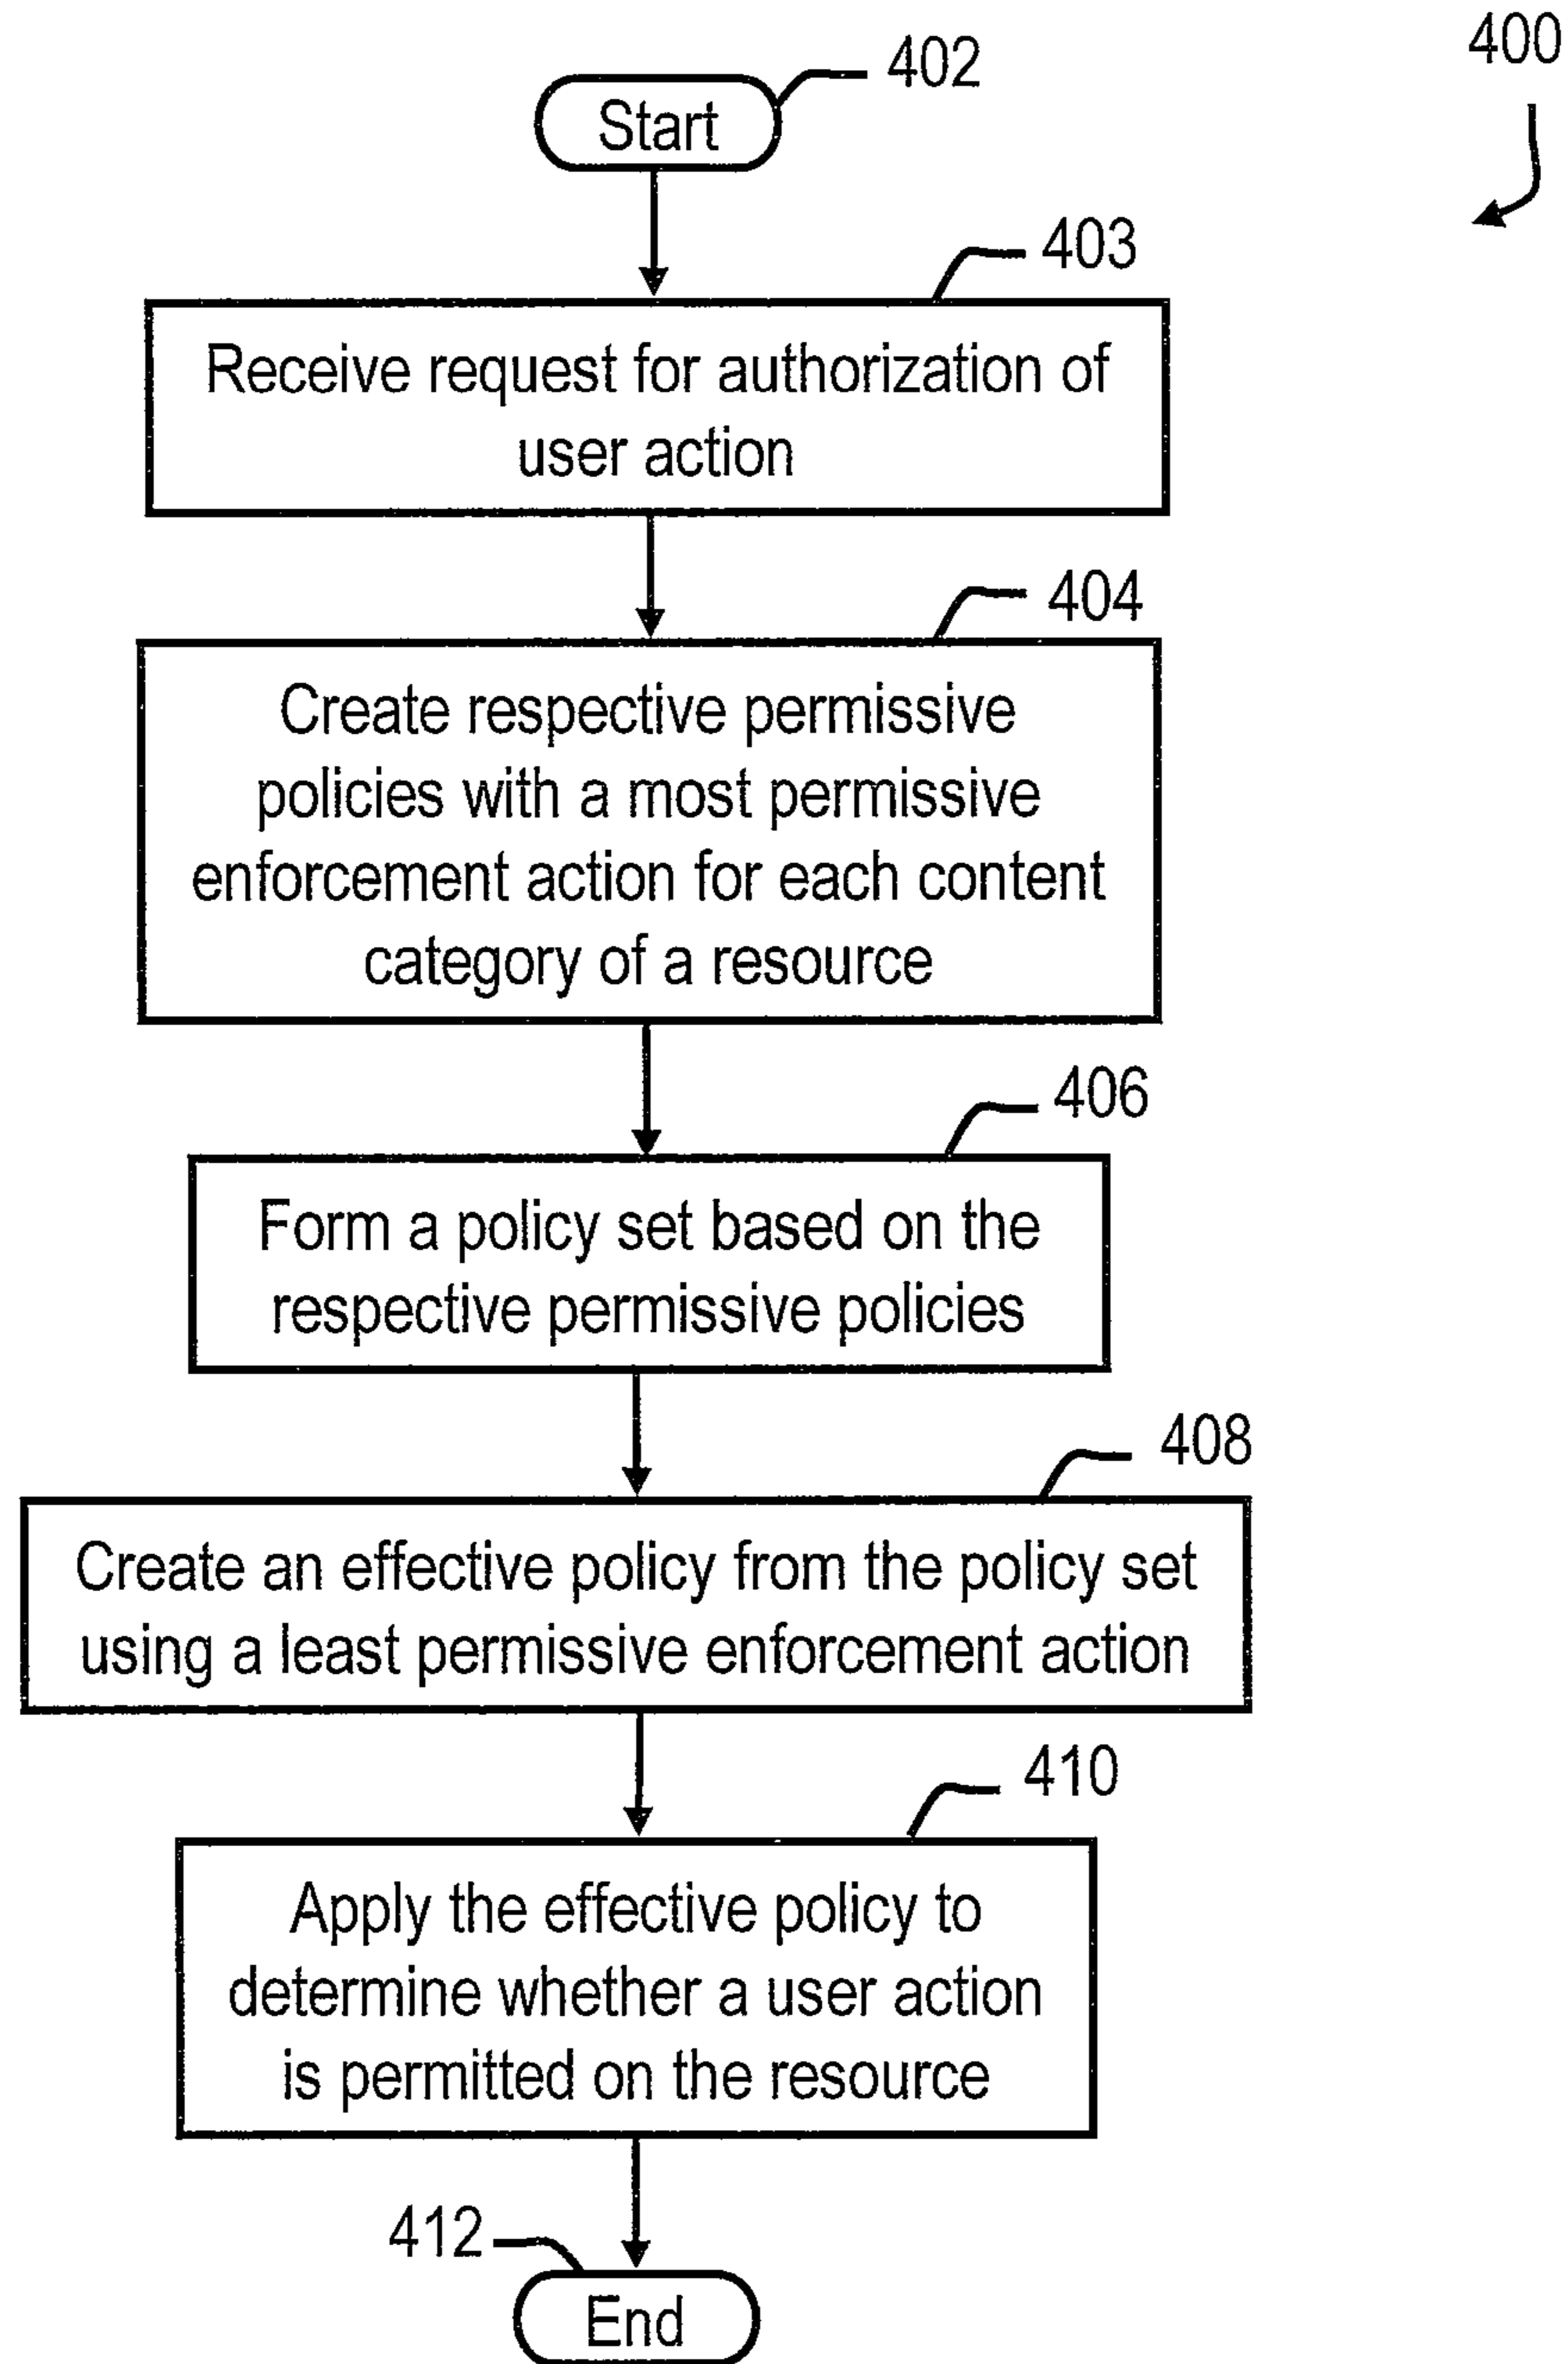 400
402
Start
403
Receive request for authorization of
user action
404
Create respective permissive
policies with a most permissive
enforcement action for each content
category of a resource
406
Form a policy set based on the
respective permissive policies
408
Create an effective policy from the policy set
using a least permissive enforcement action
410
Apply the effective policy to
determine whether a user action
is permitted on the resource
412
End